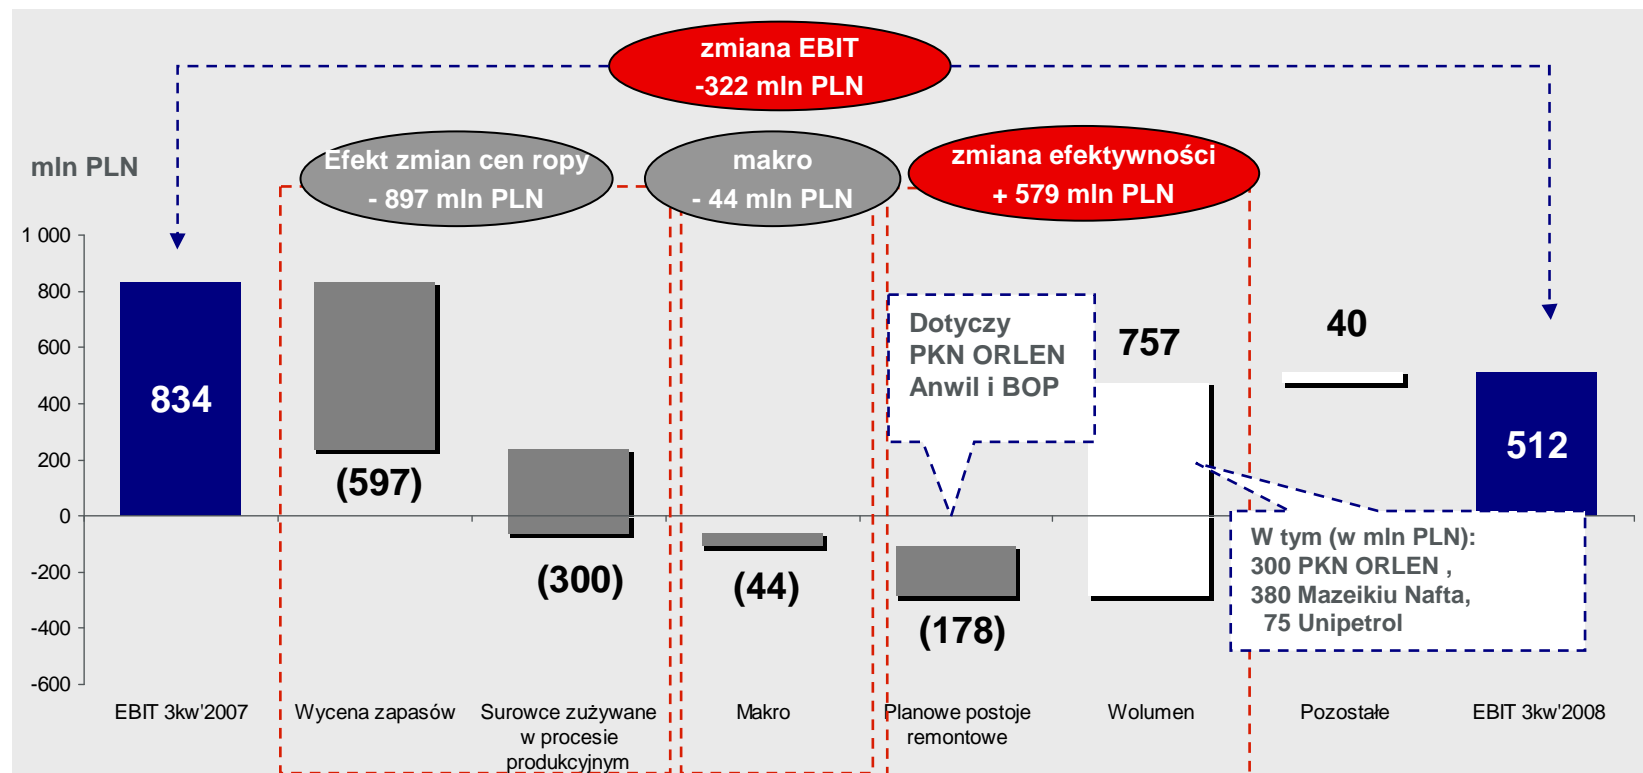 zmiana EBIT
-322 mln PLN
Efekt zmian cen ropy
- 897 mln PLN
makro
- 44 mln PLN
zmiana efektywności
+ 579 mln PLN
mln PLN
1 000
800
600
400
200
0
-200
-400
-600
834
(597)
(300)
(44)
(178)
757
40
512
Dotyczy
PKN ORLEN
Anwil i BOP
W tym (w mln PLN):
300 PKN ORLEN ,
380 Mazeikiu Nafta,
75 Unipetrol
EBIT 3kw'2007
Wycena zapasów
Surowce zużywane
w procesie
produkcyjnym
Makro
Planowe postoje
remontowe
Wolumen
Pozostałe
EBIT 3kw'2008